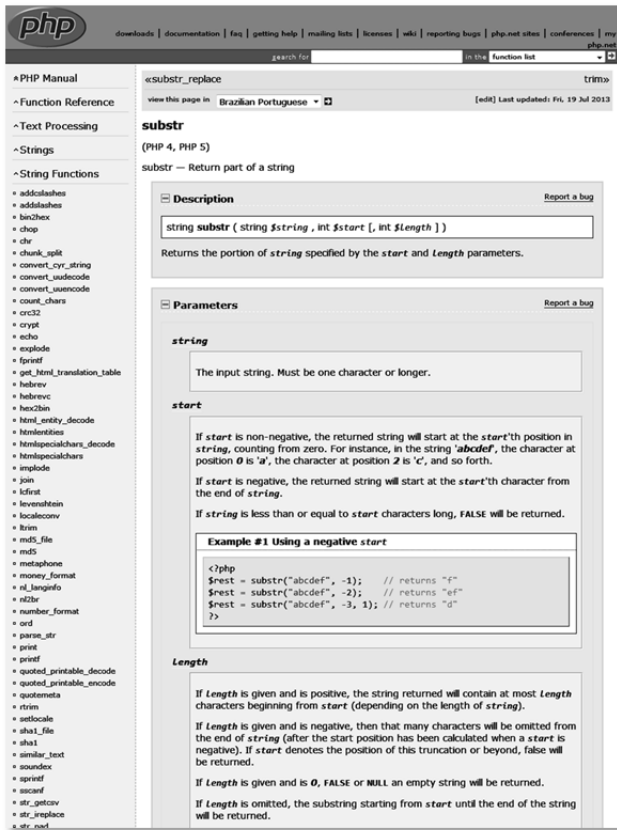 php
downloads | documentation | faq | getting help | mailing lists | licenses | wiki | reporting bugs | php.net sites | conferences | my
php.net
search for in the function list
PHP Manual
Function Reference
Text Processing
Strings
String Functions
addcslashes
addslashes
bin2hex
chop
chr
chunk_split
convert_cyr_string
convert_uudecode
convert_uuencode
count_chars
crc32
crypt
echo
explode
fprintf
get_html_translation_table
hebrev
hebrevc
hex2bin
html_entity_decode
htmlentities
htmlspecialchars_decode
htmlspecialchars
implode
join
lcfirst
levenshtein
localeconv
ltrim
md5_file
md5
metaphone
money_format
nl_langinfo
nl2br
number_format
ord
parse_str
print
printf
quoted_printable_decode
quoted_printable_encode
quotemeta
rtrim
setlocale
sha1_file
sha1
similar_text
soundex
sprintf
sscanf
str_getcsv
str_ireplace
str_pad
«substr_replace trim»
view this page in Brazilian Portuguese [edit] Last updated: Fri, 19 Jul 2013
substr
(PHP 4, PHP 5)
substr — Return part of a string
Description Report a bug
string substr ( string $string , int $start [, int $length ] )
Returns the portion of string specified by the start and length parameters.
Parameters Report a bug
string
The input string. Must be one character or longer.
start
If start is non-negative, the returned string will start at the start'th position in
string, counting from zero. For instance, in the string 'abcdef', the character at
position 0 is 'a', the character at position 2 is 'c', and so forth.
If start is negative, the returned string will start at the start'th character from
the end of string.
If string is less than or equal to start characters long, FALSE will be returned.
Example #1 Using a negative start
<?php
$rest = substr("abcdef", -1); // returns "f"
$rest = substr("abcdef", -2); // returns "ef"
$rest = substr("abcdef", -3, 1); // returns "d"
?>
Length
If length is given and is positive, the string returned will contain at most length
characters beginning from start (depending on the length of string).
If length is given and is negative, then that many characters will be omitted from
the end of string (after the start position has been calculated when a start is
negative). If start denotes the position of this truncation or beyond, false will
be returned.
If length is given and is 0, FALSE or NULL an empty string will be returned.
If length is omitted, the substring starting from start until the end of the string
will be returned.